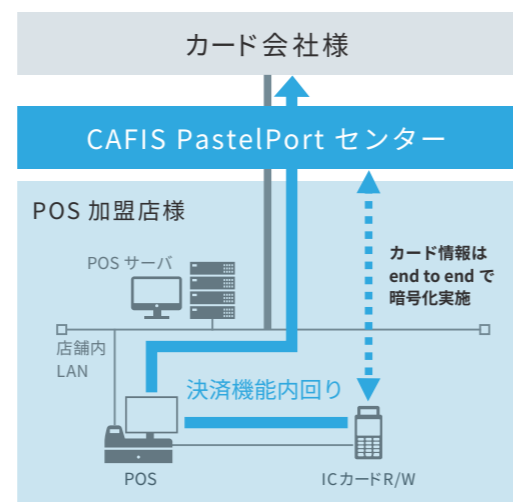 カード会社様
CAFIS PastelPort センター
POS 加盟店様
POS サーバ
カード情報は
end to end で
暗号化実施
店舗内
LAN
決済機能内回り
POS
ICカードR/W